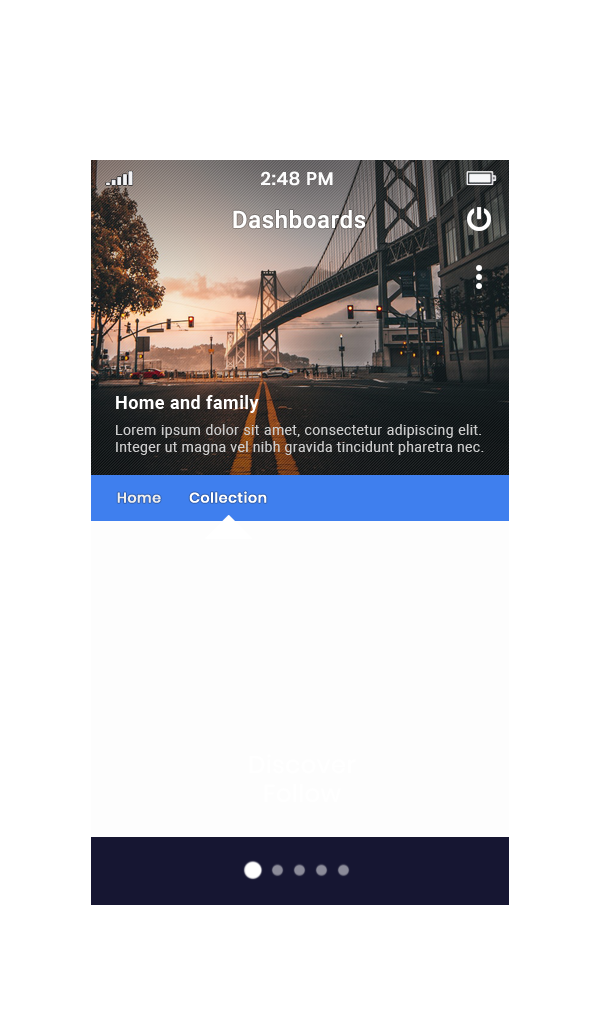 2:48 PM
Dashboards
Home and family
Lorem ipsum dolor sit amet, consectetur adipiscing elit.
Integer ut magna vel nibh gravida tincidunt pharetra nec.
Home Collection
Discover